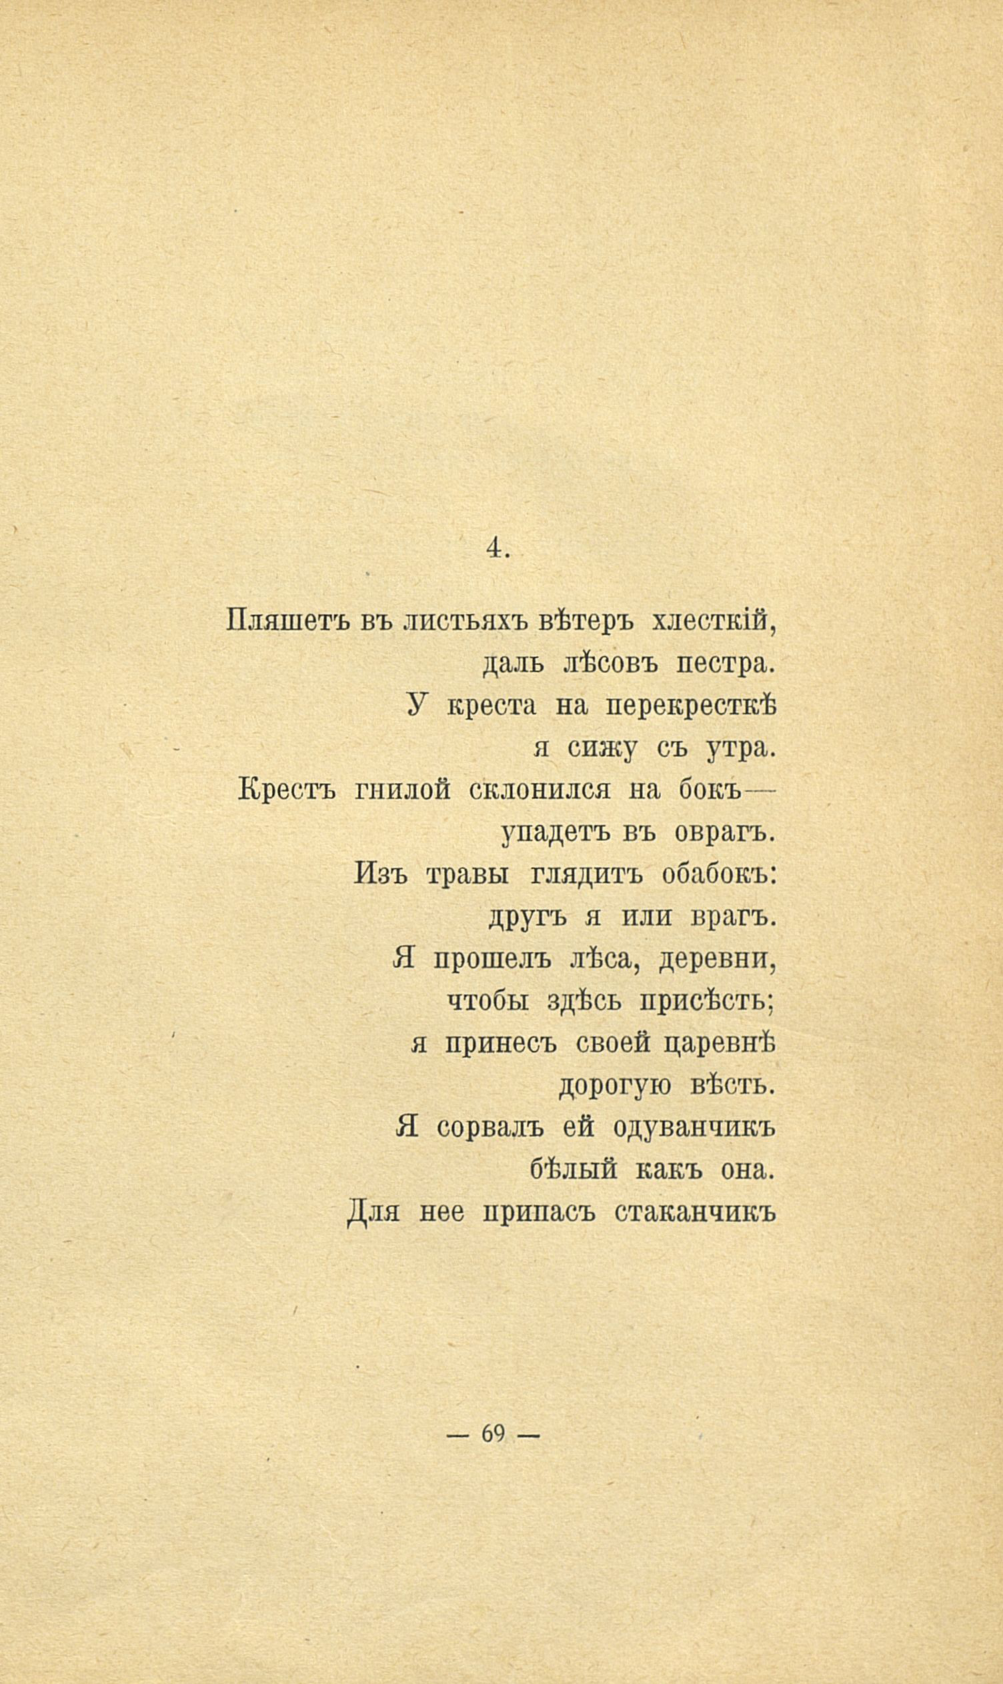 4.
Пляшетъ въ листьяхъ вѣтеръ хлесткій,
даль лѣсовъ пестра.
У креста на перекресткѣ
я сижу съ утра.
Крестъ гнилой склонился на бокъ—
упадетъ въ оврагъ.
Изъ травы глядитъ обабокъ:
другъ я или врагъ.
Я прошелъ лѣса, деревни,
чтобы здѣсь присѣсть;
я принесъ своей царевнѣ
дорогую вѣсть.
Я сорвалъ ей одуванчикъ
бѣлый какъ она.
Для нее припасъ стаканчикъ
— 69 —